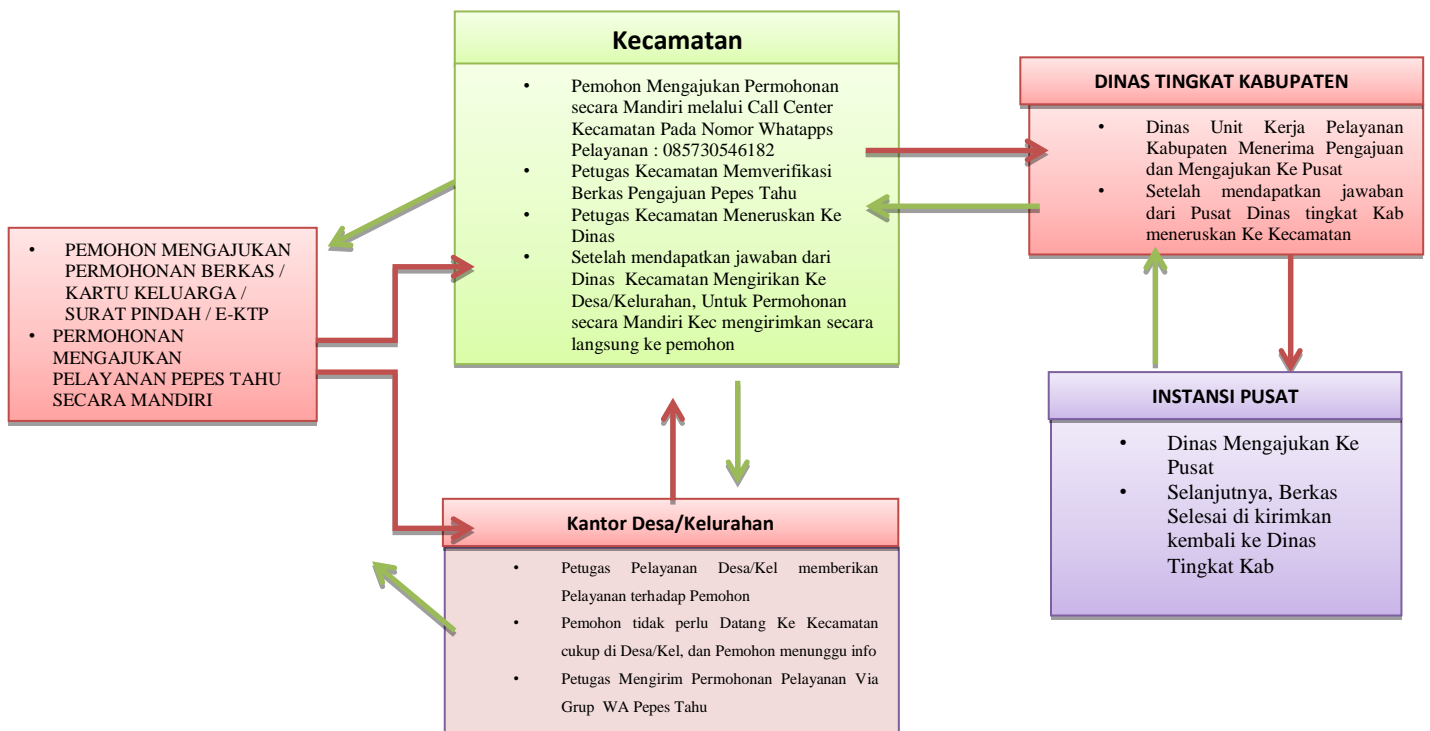 Kecamatan
• Pemohon Mengajukan Permohonan
secara Mandiri melalui Call Center
Kecamatan Pada Nomor Whatapps
Pelayanan : 085730546182
• Petugas Kecamatan Memverifikasi
Berkas Pengajuan Pepes Tahu
• Petugas Kecamatan Meneruskan Ke
Dinas
• Setelah mendapatkan jawaban dari
Dinas Kecamatan Mengirikan Ke
Desa/Kelurahan, Untuk Permohonan
secara Mandiri Kec mengirimkan secara
langsung ke pemohon
DINAS TINGKAT KABUPATEN
• Dinas Unit Kerja Pelayanan
Kabupaten Menerima Pengajuan
dan Mengajukan Ke Pusat
• Setelah mendapatkan jawaban
dari Pusat Dinas tingkat Kab
meneruskan Ke Kecamatan
• PEMOHON MENGAJUKAN
PERMOHONAN BERKAS /
KARTU KELUARGA /
SURAT PINDAH / E-KTP
• PERMOHONAN
MENGAJUKAN
PELAYANAN PEPES TAHU
SECARA MANDIRI
INSTANSI PUSAT
• Dinas Mengajukan Ke
Pusat
• Selanjutnya, Berkas
Selesai di kirimkan
kembali ke Dinas
Tingkat Kab
Kantor Desa/Kelurahan
• Petugas Pelayanan Desa/Kel memberikan
Pelayanan terhadap Pemohon
• Pemohon tidak perlu Datang Ke Kecamatan
cukup di Desa/Kel, dan Pemohon menunggu info
• Petugas Mengirim Permohonan Pelayanan Via
Grup WA Pepes Tahu